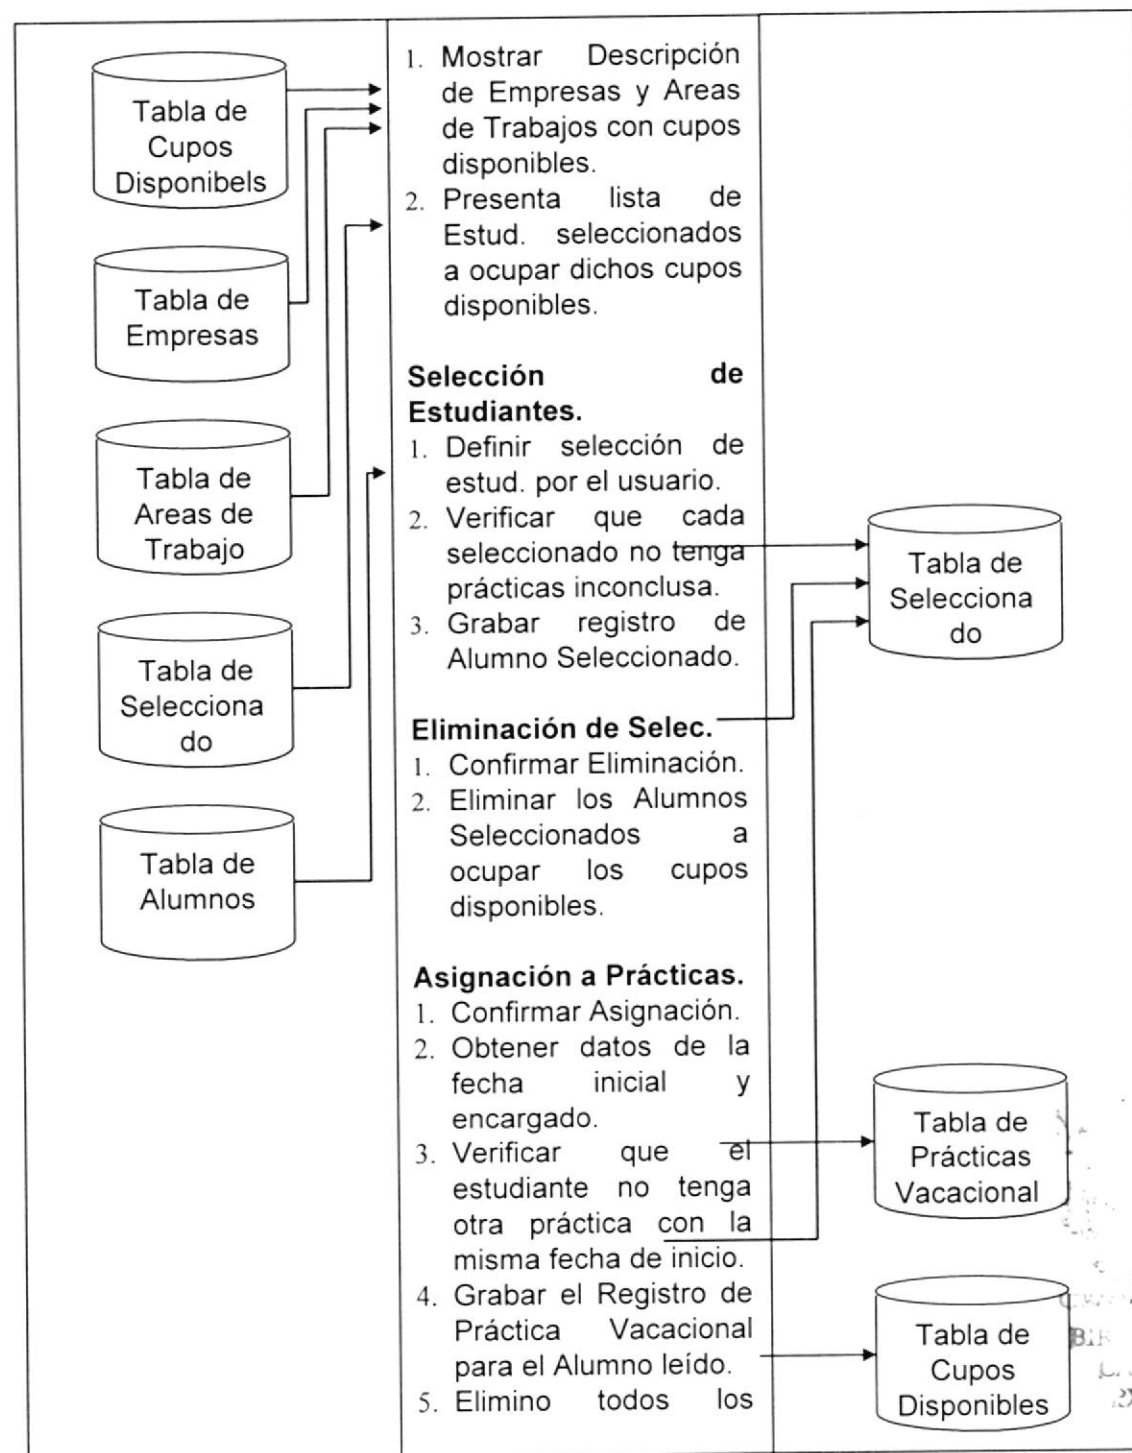 Tabla de
Cupos
Disponibels
Tabla de
Empresas
Tabla de
Areas de
Trabajo
Tabla de
Selecciona
do
Tabla de
Alumnos
1. Mostrar Descripción
de Empresas y Areas
de Trabajos con cupos
disponibles.
2. Presenta lista de
Estud. seleccionados
a ocupar dichos cupos
disponibles.
Selección de
Estudiantes.
1. Definir selección de
estud. por el usuario.
2. Verificar que cada
seleccionado no tenga
prácticas inconclusa.
3. Grabar registro de
Alumno Seleccionado.
Eliminación de Selec.
1. Confirmar Eliminación.
2. Eliminar los Alumnos
Seleccionados a
ocupar los cupos
disponibles.
Asignación a Prácticas.
1. Confirmar Asignación.
2. Obtener datos de la
fecha inicial y
encargado.
3. Verificar que el
estudiante no tenga
otra práctica con la
misma fecha de inicio.
4. Grabar el Registro de
Práctica Vacacional
para el Alumno leído.
5. Elimino todos los
Tabla de
Selecciona
do
Tabla de
Prácticas
Vacacional
Tabla de
Cupos
Disponibles